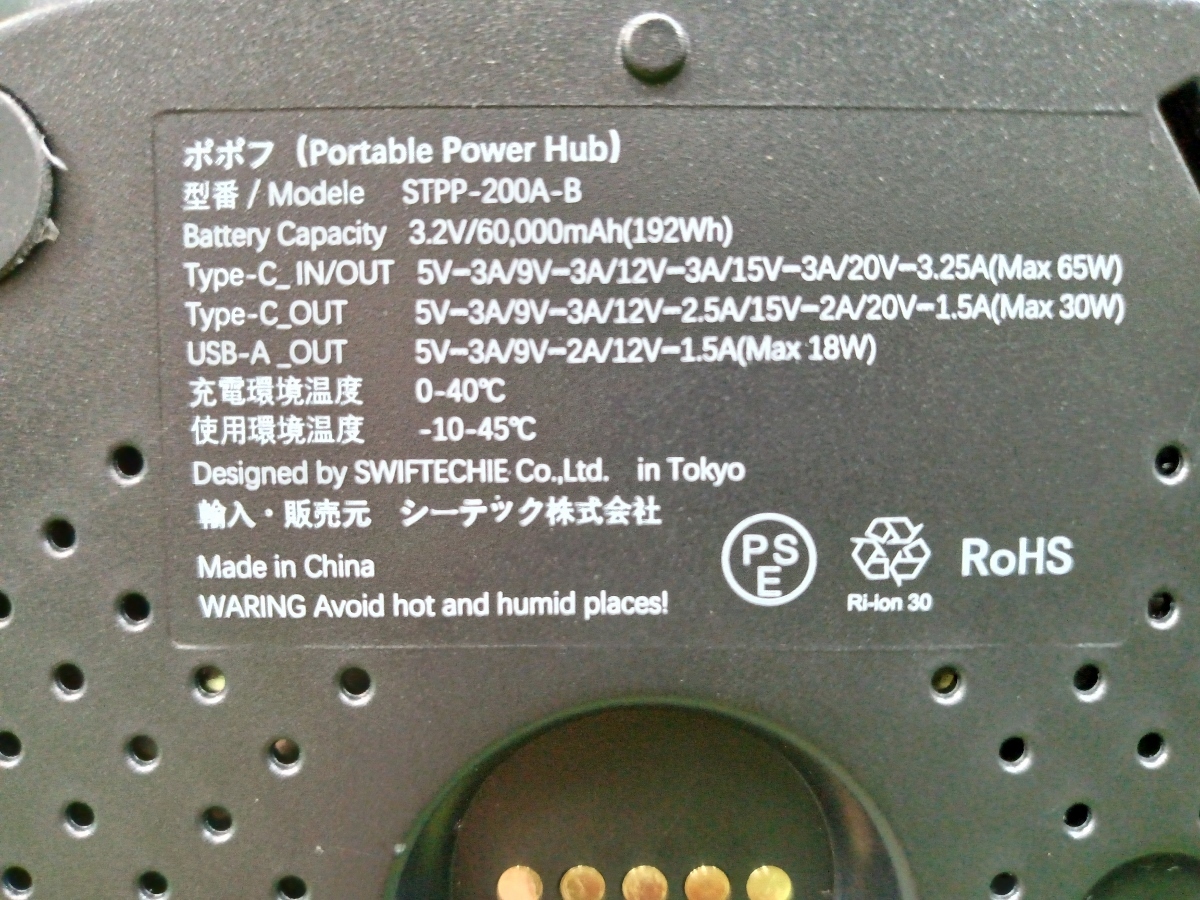 ポポフ（Portable Power Hub）
型番 / Modele STPP-200A-B
Battery Capacity 3.2V/60,000mAh(192Wh)
Type-C_ IN/OUT 5V⎓3A/9V⎓3A/12V⎓3A/15V⎓3A/20V⎓3.25A(Max 65W)
Type-C_OUT 5V⎓3A/9V⎓3A/12V⎓2.5A/15V⎓2A/20V⎓1.5A(Max 30W)
USB-A _OUT 5V⎓3A/9V⎓2A/12V⎓1.5A(Max 18W)
充電環境温度 0-40℃
使用環境温度 -10-45℃
Designed by SWIFTECHIE Co.,Ltd. in Tokyo
輸入・販売元 シーテック株式会社
Made in China
WARING Avoid hot and humid places!
PSE
Ri-ion 30
RoHS